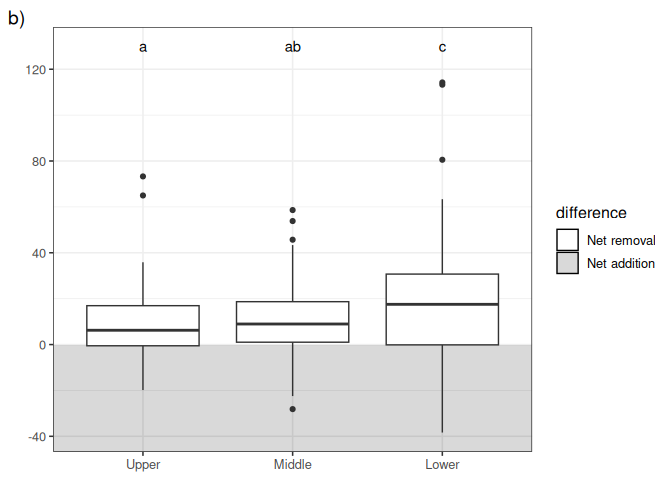 b)
a ab c
120
80
40
0
-40
Upper Middle Lower
difference
Net removal
Net addition